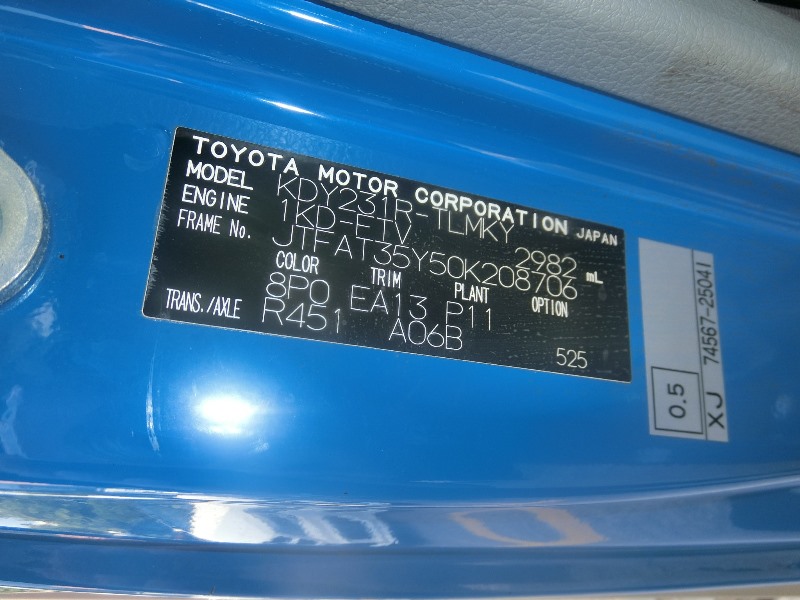 TOYOTA MOTOR CORPORATION JAPAN
MODEL KDY231R-TLMKY
ENGINE 1KD-FTV 2982 mL
FRAME No. JTFAT35Y50K208706
COLOR TRIM PLANT OPTION
8P0 EA13 P11
TRANS./AXLE R451 A06B
525
74567-25041
0.5 XJ